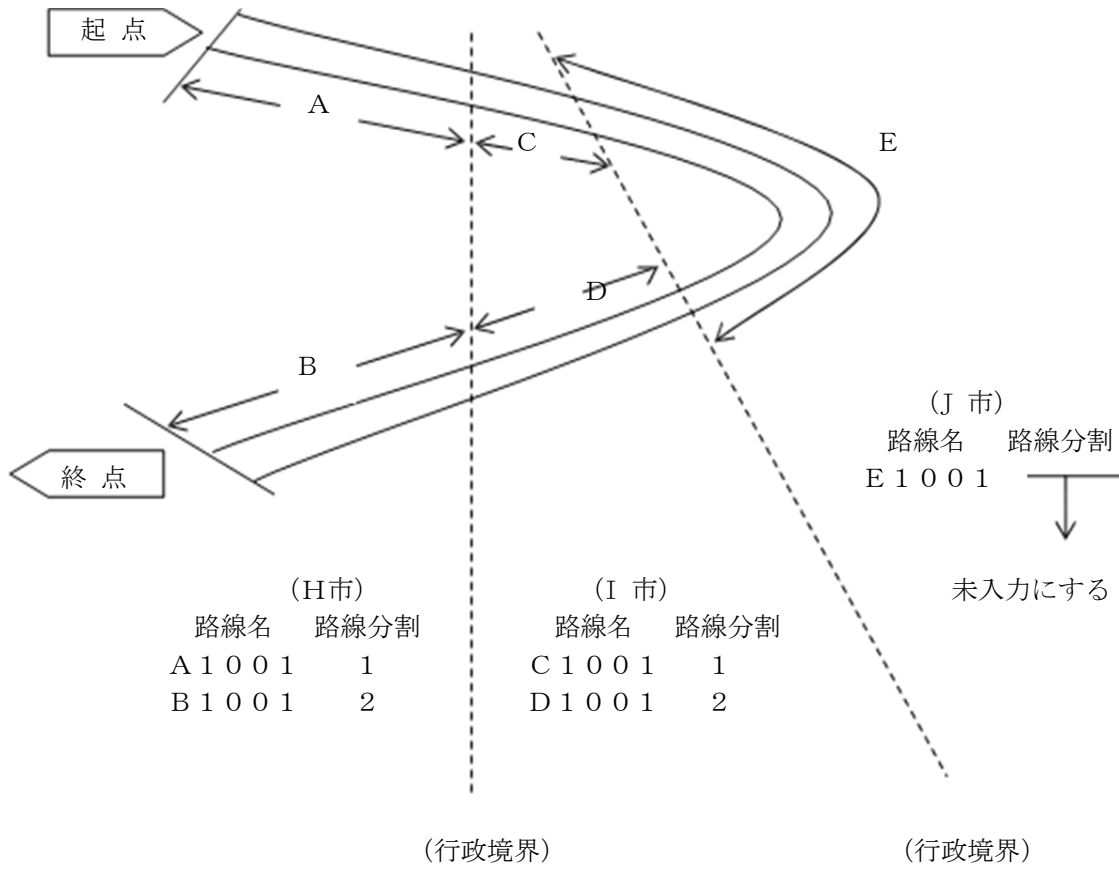 起 点
A
C
E
D
B
終 点
(J 市)
路線名 路線分割
E1001
未入力にする
(H市)
路線名 路線分割
A1001 1
B1001 2
(I 市)
路線名 路線分割
C1001 1
D1001 2
(行政境界)
(行政境界)